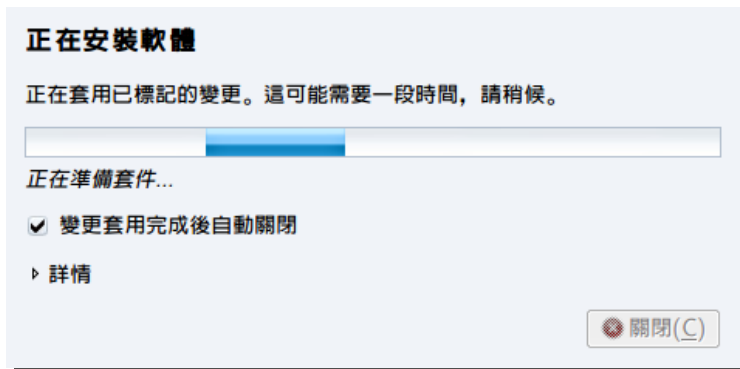 正在安裝軟體
正在套用已標記的變更。這可能需要一段時間，請稍候。
正在準備套件...
變更套用完成後自動關閉
詳情
關閉(C)